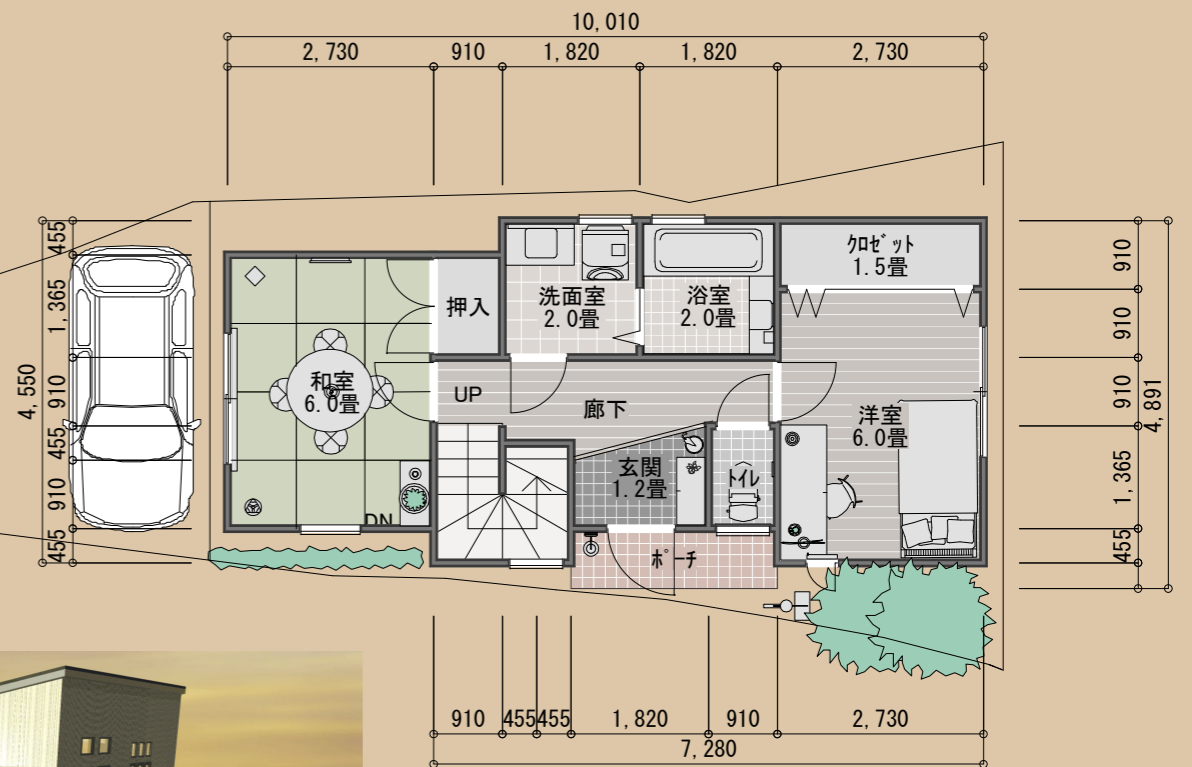 10,010
2,730 910 1,820 1,820 2,730
455
1,365
910
455
910
455
4,550
910
910
910
1,365
455
4,891
クロゼット
1.5畳
押入
洗面室
2.0畳
浴室
2.0畳
和室
6.0畳
UP
廊下
洋室
6.0畳
玄関
1.2畳
トイレ
DN
ポーチ
910 455 455 1,820 910 2,730
7,280